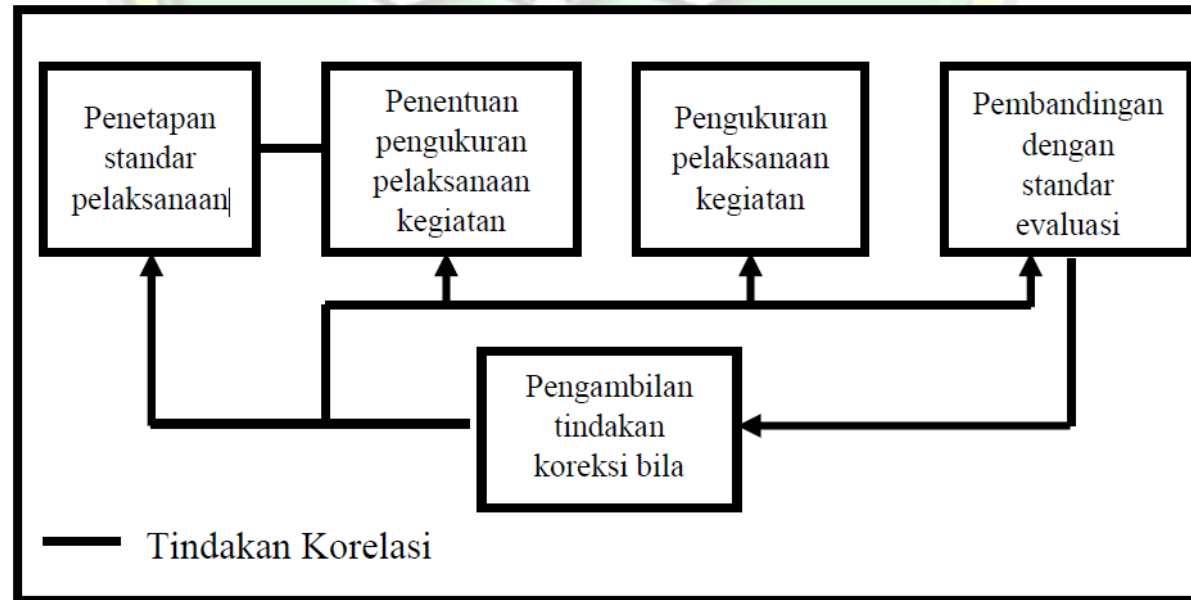 Penetapan
standar
pelaksanaan
Penentuan
pengukuran
pelaksanaan
kegiatan
Pengukuran
pelaksanaan
kegiatan
Pembandingan
dengan
standar
evaluasi
Pengambilan
tindakan
koreksi bila
Tindakan Korelasi